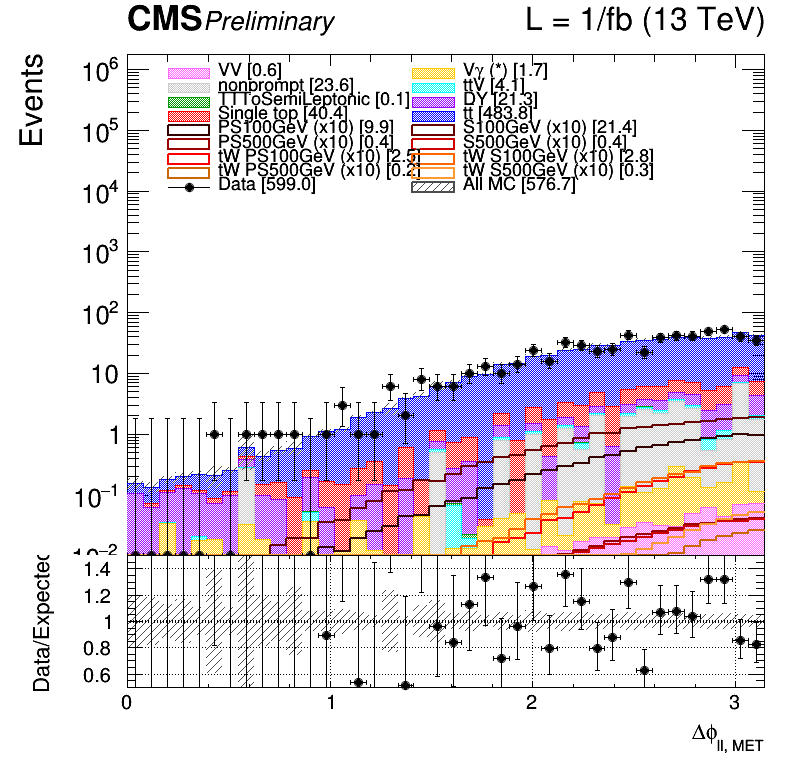 CMS Preliminary L = 1/fb (13 TeV)
Events
10⁶
10⁵
10⁴
10³
10²
10
1
10⁻¹
10⁻²
VV [0.6] Vγ (*) [1.7]
nonprompt [23.6] ttV [4.1]
TTToSemiLeptonic [0.1] DY [21.3]
Single top [40.4] tt [483.8]
PS100GeV (x10) [9.9] S100GeV (x10) [21.4]
PS500GeV (x10) [0.4] S500GeV (x10) [0.4]
tW PS100GeV (x10) [2.5] tW S100GeV (x10) [2.8]
tW PS500GeV (x10) [0.2] tW S500GeV (x10) [0.3]
Data [599.0] All MC [576.7]
Data/Expected
1.4
1.2
1
0.8
0.6
0 1 2 3
Δϕll, MET